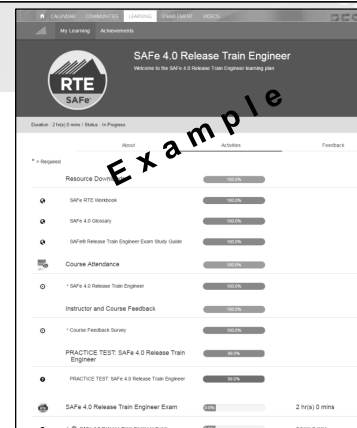 CALENDAR COMMUNITIES LEARNING ENABLEMENT VIDEOS
My Learning Achievements
SAFe 4.0 Release Train Engineer
Welcome to the SAFe 4.0 Release Train Engineer learning plan
RTE
SAFe
Duration : 2 hr(s) 0 mins / Status : In Progress
Example
About Activities Feedback
* = Required
Resource Downloads 100.0%
SAFe RTE Workbook 100.0%
SAFe 4.0 Glossary 100.0%
SAFe® Release Train Engineer Exam Study Guide 100.0%
Course Attendance 100.0%
* SAFe 4.0 Release Train Engineer 100.0%
Instructor and Course Feedback 100.0%
* Course Feedback Survey 100.0%
PRACTICE TEST: SAFe 4.0 Release Train
Engineer
PRACTICE TEST: SAFe 4.0 Release Train Engineer
SAFe 4.0 Release Train Engineer Exam 0.0% 2 hr(s) 0 mins